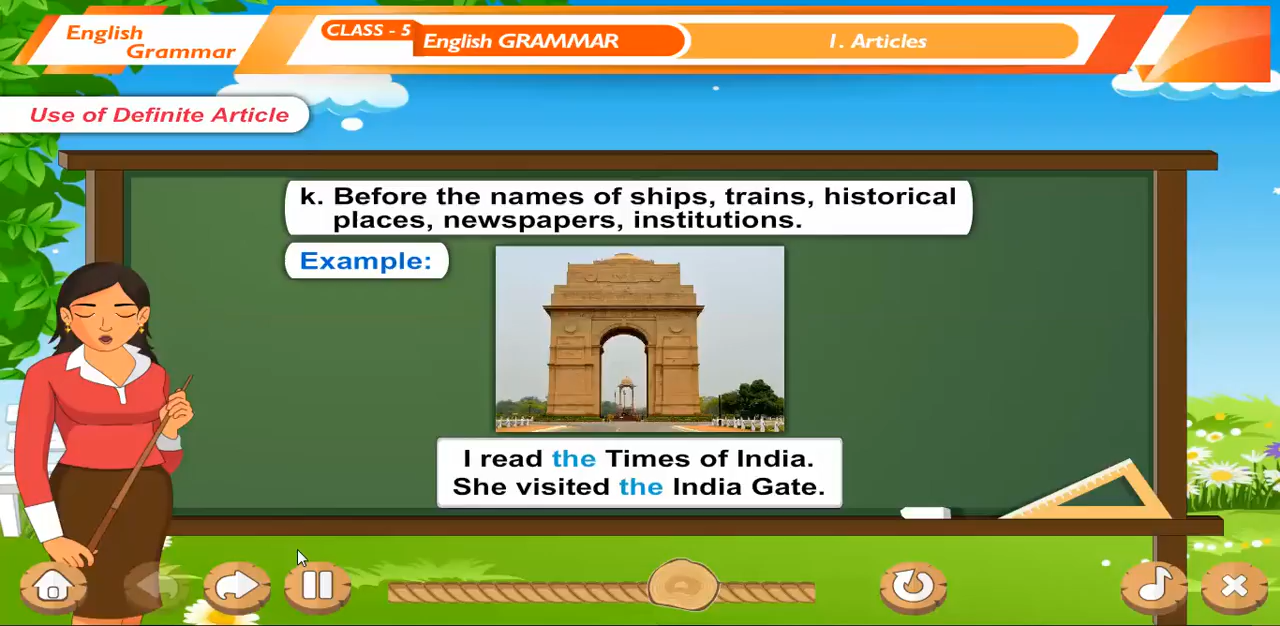 English
Grammar
CLASS - 5
English GRAMMAR
1. Articles
Use of Definite Article
k. Before the names of ships, trains, historical
places, newspapers, institutions.
Example:
I read the Times of India.
She visited the India Gate.